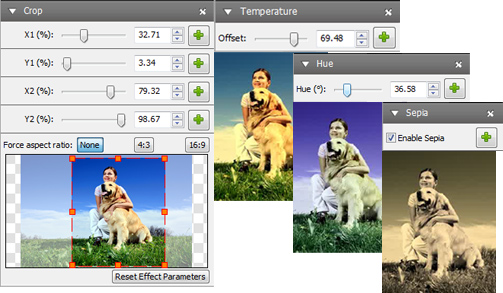 Crop
X1 (%): 32.71
Y1 (%): 3.34
X2 (%): 79.32
Y2 (%): 98.67
Force aspect ratio: None 4:3 16:9
Reset Effect Parameters
Temperature
Offset: 69.48
Hue
Hue (°): 36.58
Sepia
Enable Sepia